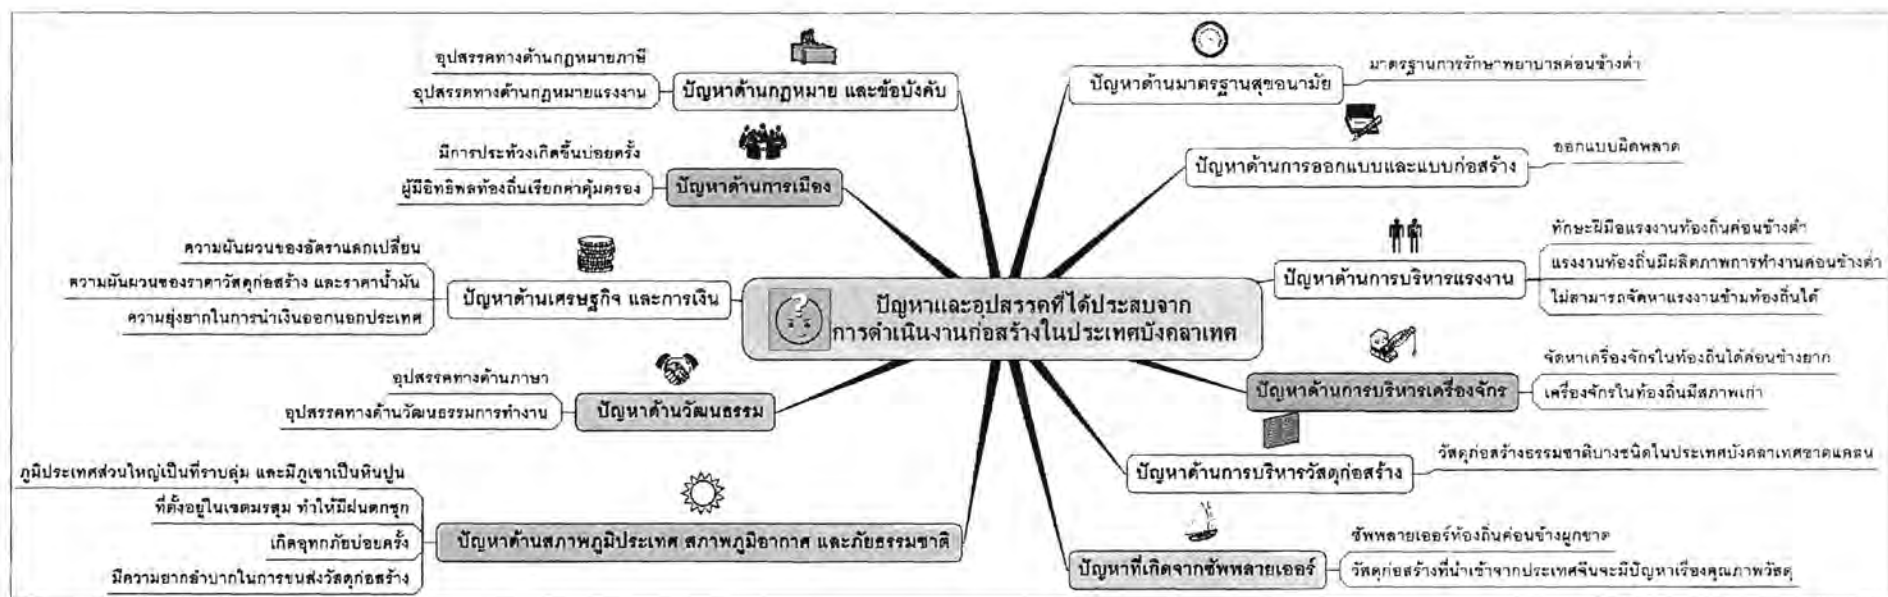 อุปสรรคทางด้านกฎหมายภาษี
อุปสรรคทางด้านกฎหมายแรงงาน
ปัญหาด้านกฎหมาย และข้อบังคับ
มีการประท้วงเกิดขึ้นบ่อยครั้ง
ผู้มีอิทธิพลท้องถิ่นเรียกค่าคุ้มครอง
ปัญหาด้านการเมือง
ความผันผวนของอัตราแลกเปลี่ยน
ความผันผวนของราคาวัสดุก่อสร้าง และราคาน้ำมัน
ความยุ่งยากในการนำเงินออกนอกประเทศ
ปัญหาด้านเศรษฐกิจ และการเงิน
อุปสรรคทางด้านภาษา
อุปสรรคทางด้านวัฒนธรรมการทำงาน
ปัญหาด้านวัฒนธรรม
ภูมิประเทศส่วนใหญ่เป็นที่ราบลุ่ม และมีภูเขาเป็นหินปูน
ที่ตั้งอยู่ในเขตมรสุม ทำให้มีฝนตกชุก
เกิดอุทกภัยบ่อยครั้ง
มีความยากลำบากในการขนส่งวัสดุก่อสร้าง
ปัญหาด้านสภาพภูมิประเทศ สภาพภูมิอากาศ และภัยธรรมชาติ
ปัญหาและอุปสรรคที่ได้ประสบจาก
การดำเนินงานก่อสร้างในประเทศบังคลาเทศ
ปัญหาด้านมาตรฐานสุขอนามัย
มาตรฐานการรักษาพยาบาลค่อนข้างต่ำ
ปัญหาด้านการออกแบบและแบบก่อสร้าง
ออกแบบผิดพลาด
ปัญหาด้านการบริหารแรงงาน
ทักษะฝีมือแรงงานท้องถิ่นค่อนข้างต่ำ
แรงงานท้องถิ่นมีผลิตภาพการทำงานค่อนข้างต่ำ
ไม่สามารถจัดหาแรงงานข้ามท้องถิ่นได้
ปัญหาด้านการบริหารเครื่องจักร
จัดหาเครื่องจักรในท้องถิ่นได้ค่อนข้างยาก
เครื่องจักรในท้องถิ่นมีสภาพเก่า
ปัญหาด้านการบริหารวัสดุก่อสร้าง
วัสดุก่อสร้างธรรมชาติบางชนิดในประเทศบังคลาเทศขาดแคลน
ปัญหาที่เกิดจากซัพพลายเออร์
ซัพพลายเออร์ท้องถิ่นค่อนข้างผูกขาด
วัสดุก่อสร้างที่นำเข้าจากประเทศจีนจะมีปัญหาเรื่องคุณภาพวัสดุ